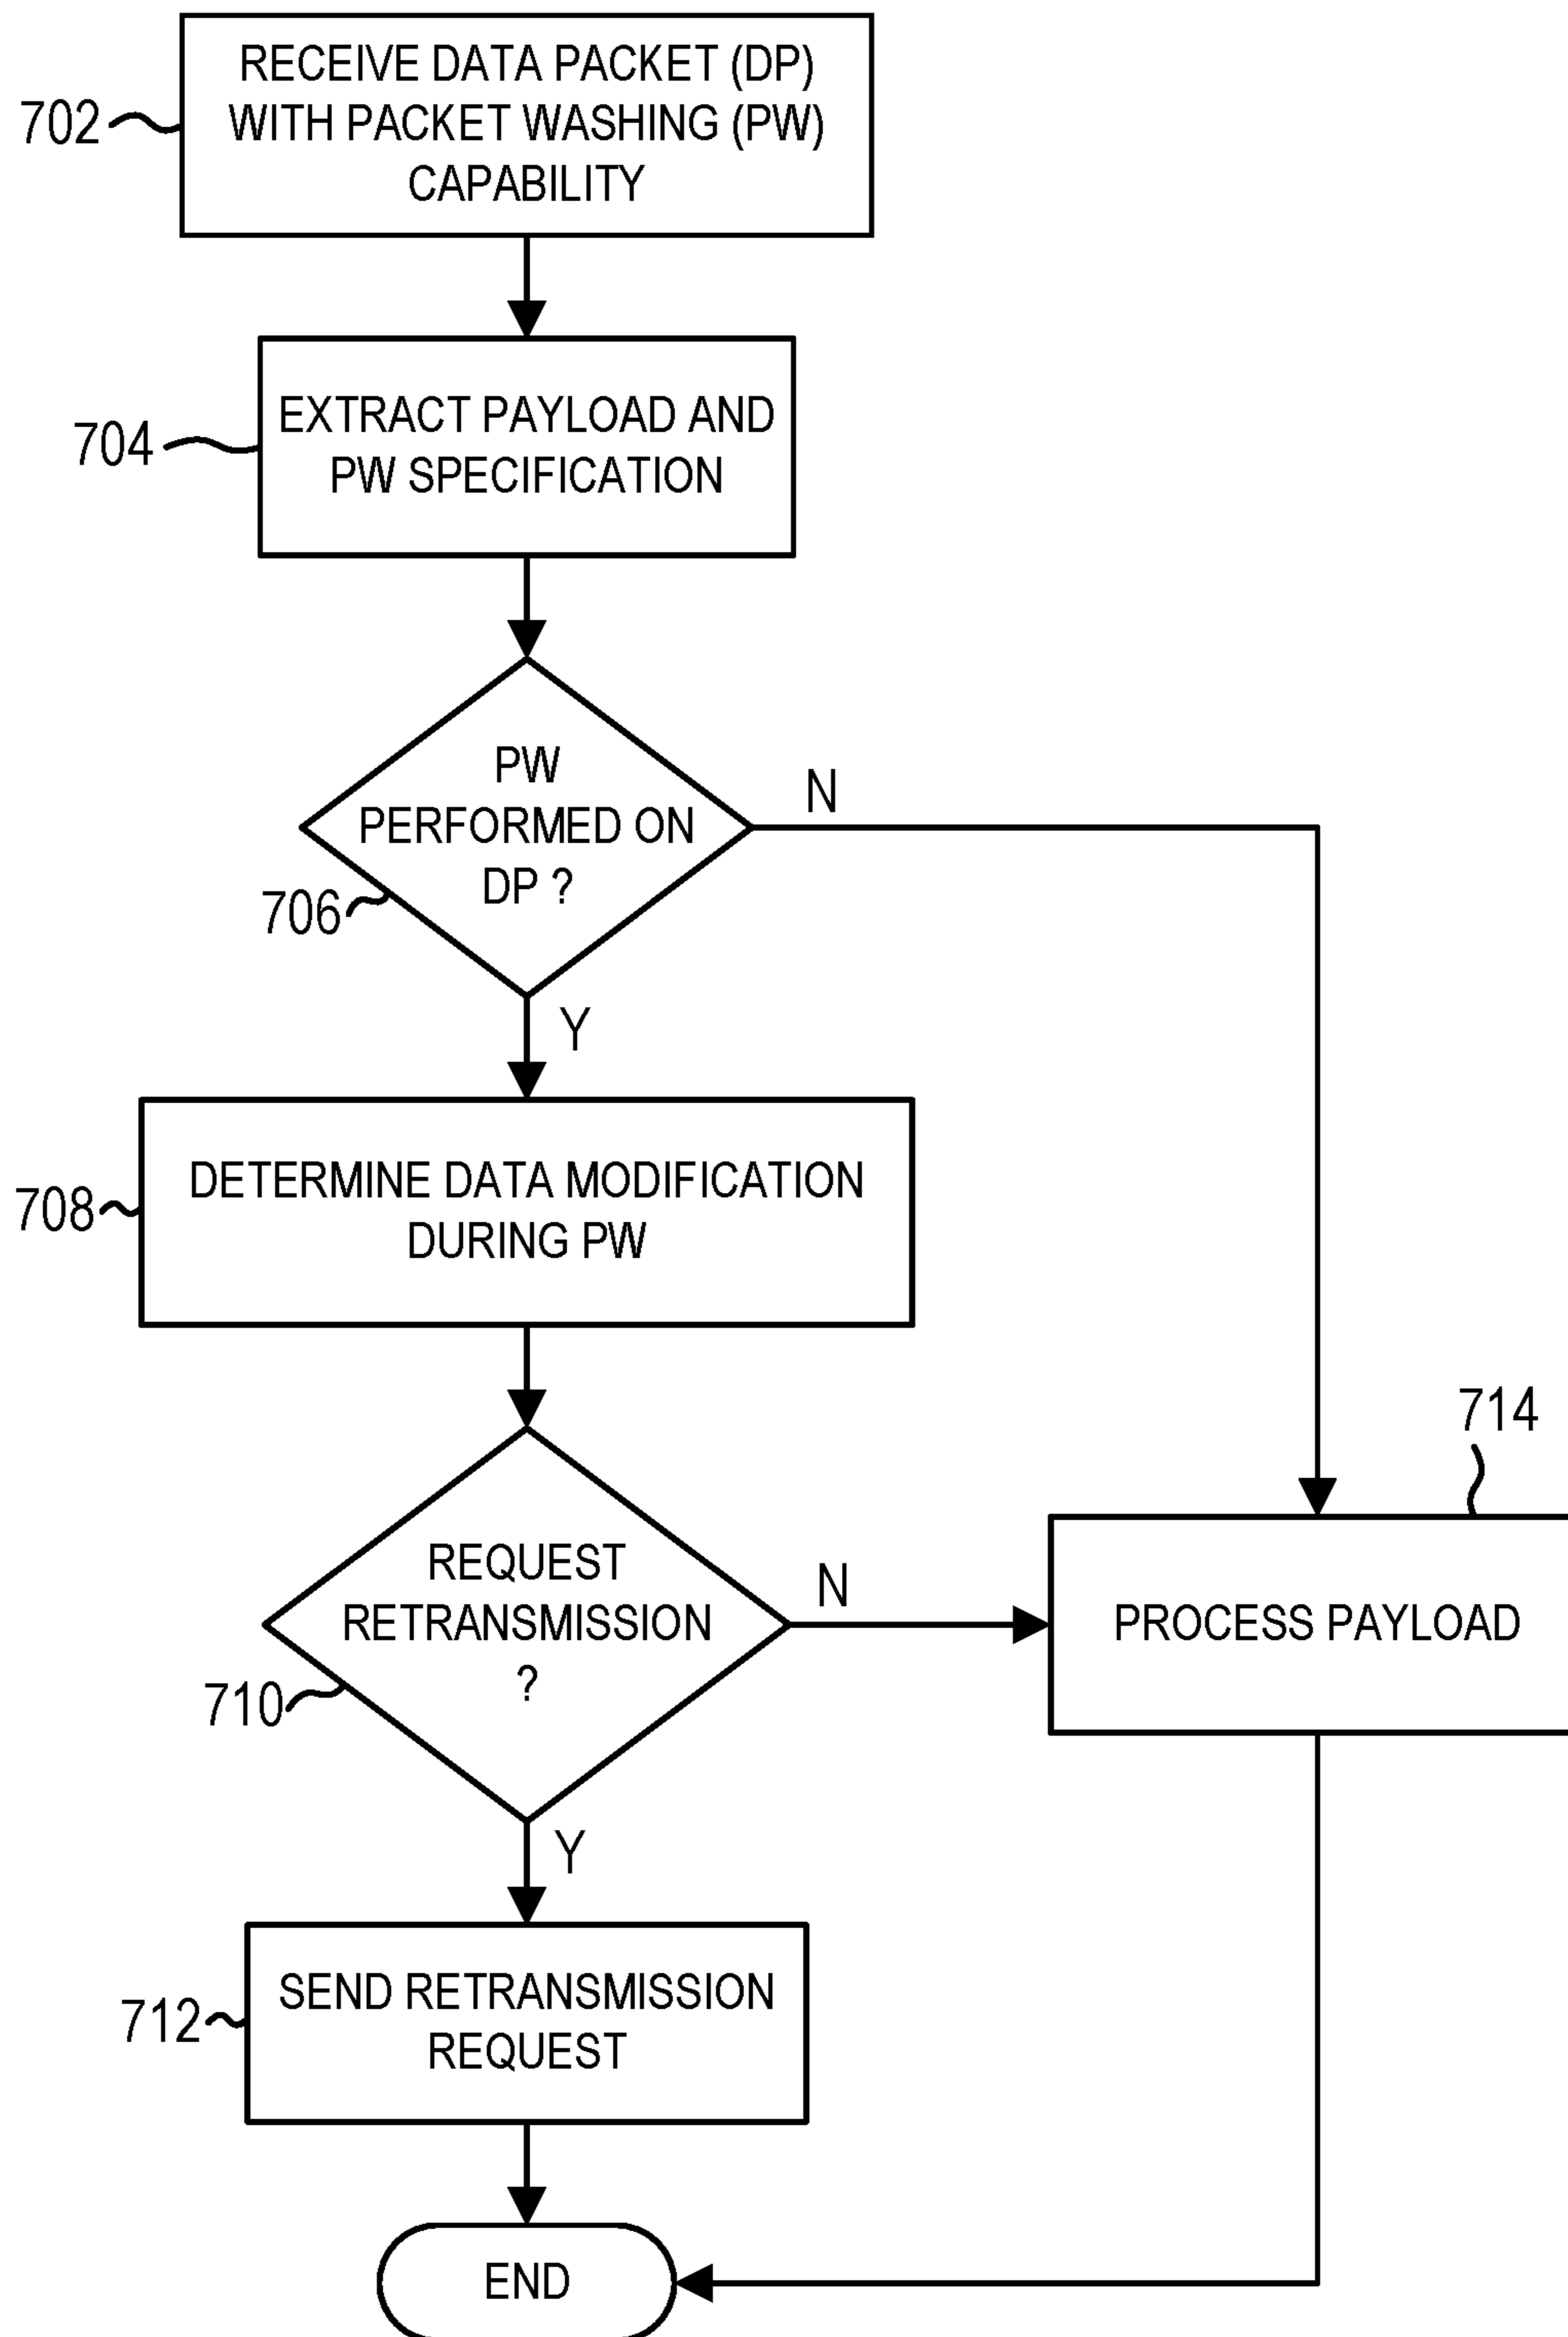 RECEIVE DATA PACKET (DP)
WITH PACKET WASHING (PW)
CAPABILITY
702
EXTRACT PAYLOAD AND
PW SPECIFICATION
704
PW
PERFORMED ON
DP ?
706
N
Y
DETERMINE DATA MODIFICATION
DURING PW
708
REQUEST
RETRANSMISSION
?
710
N
714
PROCESS PAYLOAD
Y
SEND RETRANSMISSION
REQUEST
712
END